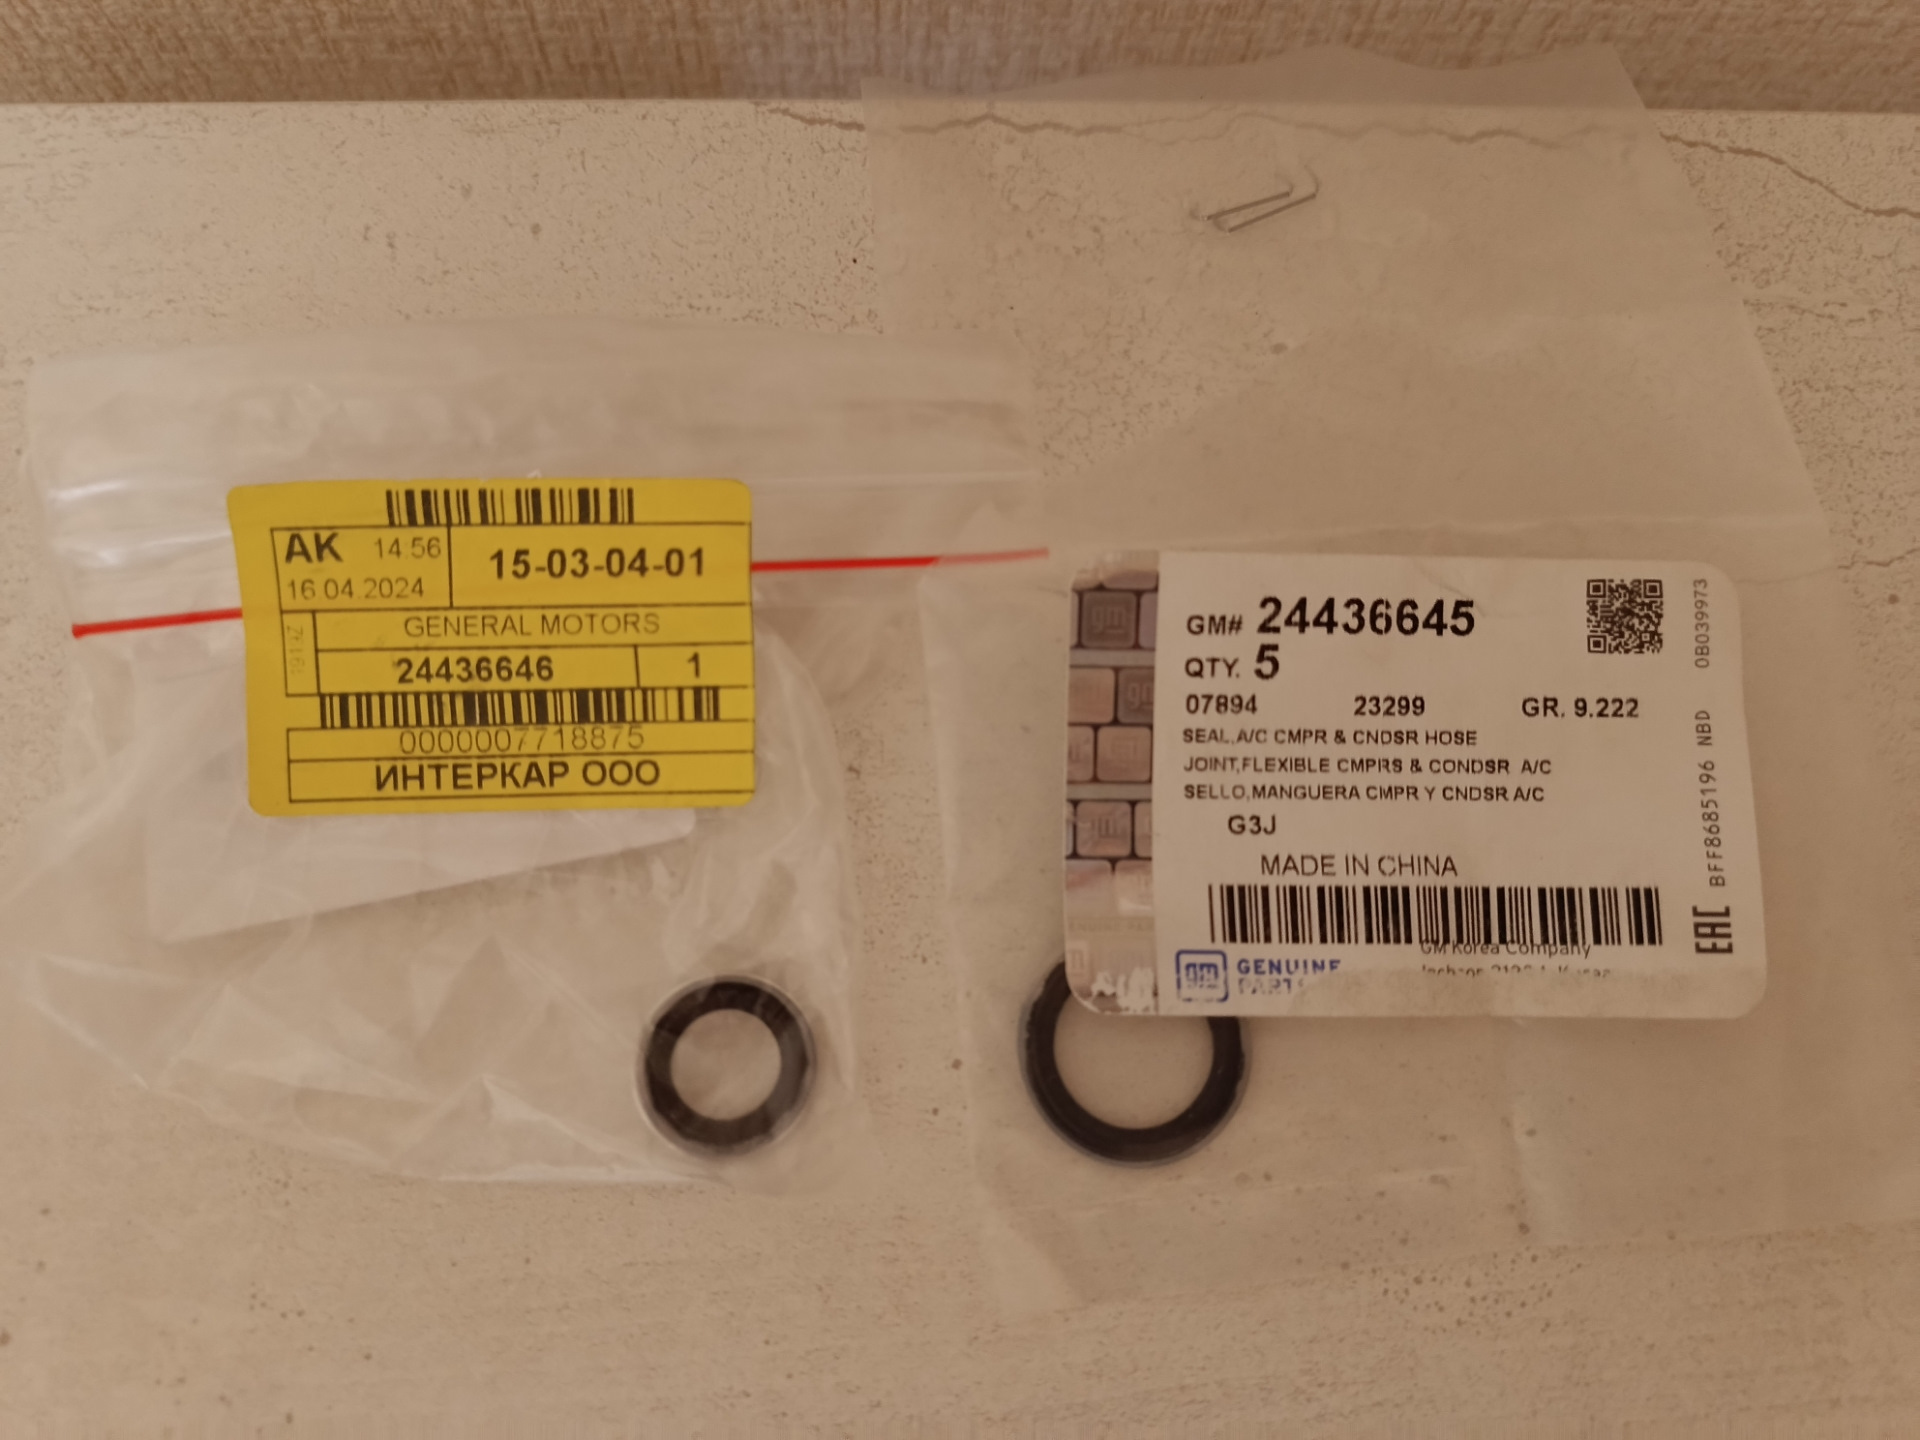 AK 14:56 15-03-04-01
16.04.2024
GENERAL MOTORS
24436646 1
0000007718875
ИНТЕРКАР ООО
GM# 24436645
QTY. 5
07894 23299 GR. 9.222
SEAL,A/C CMPR & CNDSR HOSE
JOINT,FLEXIBLE CMPRS & CONDSR A/C
SELLO,MANGUERA CMPR Y CNDSR A/C
G3J
MADE IN CHINA
GM Korea Company
gm GENUINE
PARTS
BFF8685196 NBD 0B039973
EAC